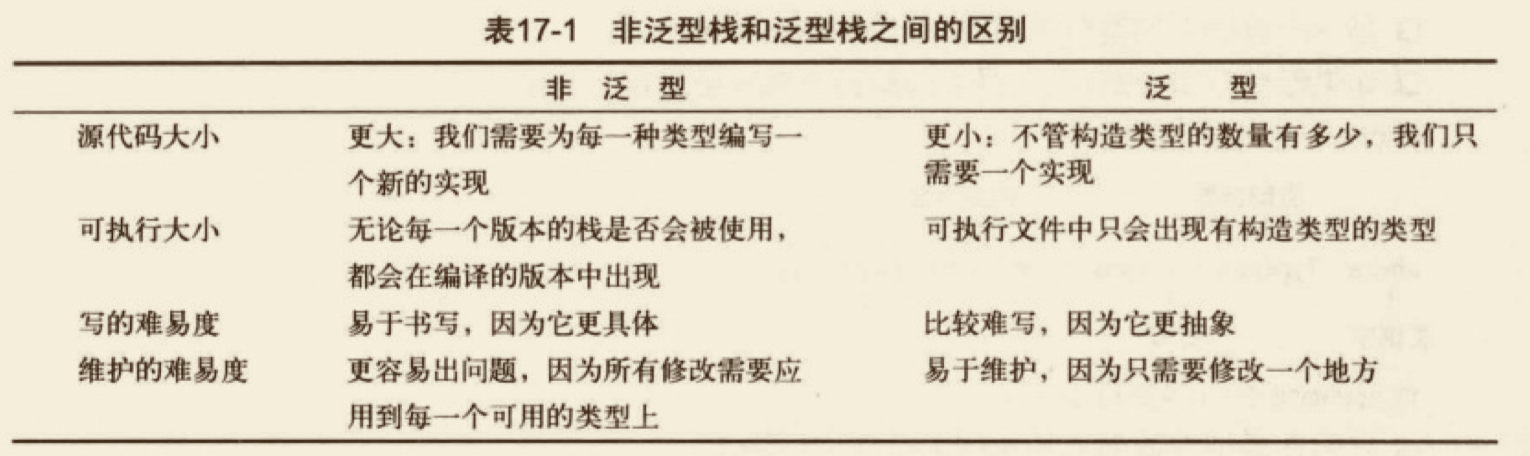 表17-1 非泛型栈和泛型栈之间的区别
非 泛 型 泛 型
源代码大小 更大：我们需要为每一种类型编写一 更小：不管构造类型的数量有多少，我们只
个新的实现 需要一个实现
可执行大小 无论每一个版本的栈是否会被使用， 可执行文件中只会出现有构造类型的类型
都会在编译的版本中出现
写的难易度 易于书写，因为它更具体 比较难写，因为它更抽象
维护的难易度 更容易出问题，因为所有修改需要应 易于维护，因为只需要修改一个地方
用到每一个可用的类型上